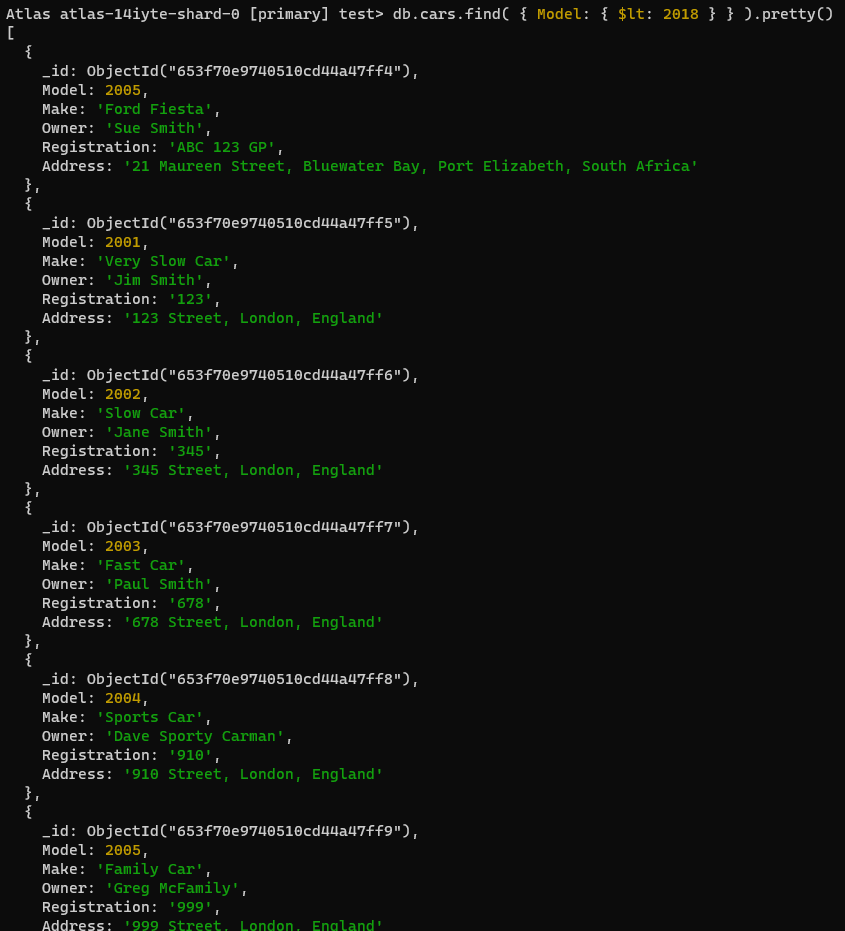 Atlas atlas-14iyte-shard-0 [primary] test> db.cars.find( { Model: { $lt: 2018 } } ).pretty()
[
  {
    _id: ObjectId("653f70e9740510cd44a47ff4"),
    Model: 2005,
    Make: 'Ford Fiesta',
    Owner: 'Sue Smith',
    Registration: 'ABC 123 GP',
    Address: '21 Maureen Street, Bluewater Bay, Port Elizabeth, South Africa'
  },
  {
    _id: ObjectId("653f70e9740510cd44a47ff5"),
    Model: 2001,
    Make: 'Very Slow Car',
    Owner: 'Jim Smith',
    Registration: '123',
    Address: '123 Street, London, England'
  },
  {
    _id: ObjectId("653f70e9740510cd44a47ff6"),
    Model: 2002,
    Make: 'Slow Car',
    Owner: 'Jane Smith',
    Registration: '345',
    Address: '345 Street, London, England'
  },
  {
    _id: ObjectId("653f70e9740510cd44a47ff7"),
    Model: 2003,
    Make: 'Fast Car',
    Owner: 'Paul Smith',
    Registration: '678',
    Address: '678 Street, London, England'
  },
  {
    _id: ObjectId("653f70e9740510cd44a47ff8"),
    Model: 2004,
    Make: 'Sports Car',
    Owner: 'Dave Sporty Carman',
    Registration: '910',
    Address: '910 Street, London, England'
  },
  {
    _id: ObjectId("653f70e9740510cd44a47ff9"),
    Model: 2005,
    Make: 'Family Car',
    Owner: 'Greg McFamily',
    Registration: '999',
    Address: '999 Street, London, England'